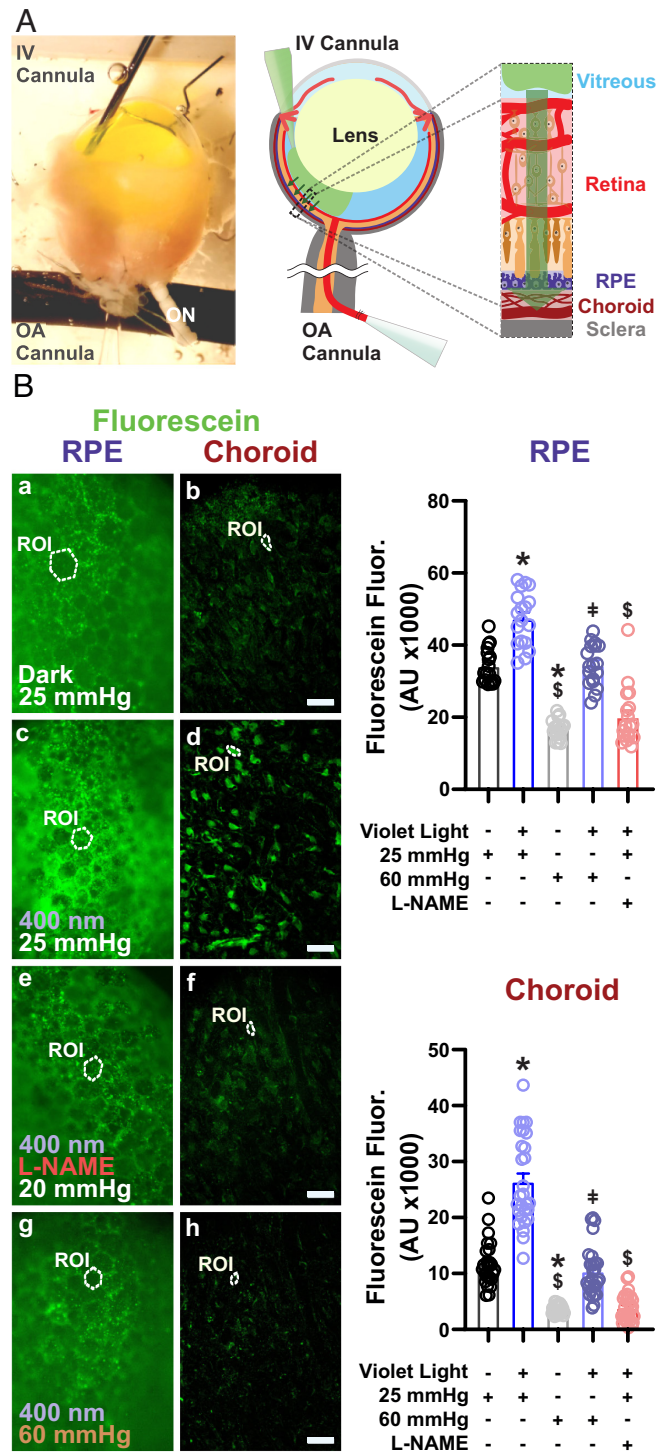 A
IV
Cannula
OA
Cannula
ON
IV Cannula
Lens
OA
Cannula
Vitreous
Retina
RPE
Choroid
Sclera
B
Fluorescein
RPE
Choroid
a
ROI
Dark
25 mmHg
b
ROI
c
ROI
400 nm
25 mmHg
d
ROI
e
ROI
400 nm
L-NAME
20 mmHg
f
ROI
g
ROI
400 nm
60 mmHg
h
ROI
RPE
Fluorescein Fluor.
(AU x1000)
80
60
40
20
0
*
*
$
‡
$
Violet Light - + - + +
25 mmHg + + - - +
60 mmHg - - + + -
L-NAME - - - - +
Choroid
Fluorescein Fluor.
(AU x1000)
50
40
30
20
10
0
*
*
$
‡
$
Violet Light - + - + +
25 mmHg + + - - +
60 mmHg - - + + -
L-NAME - - - - +